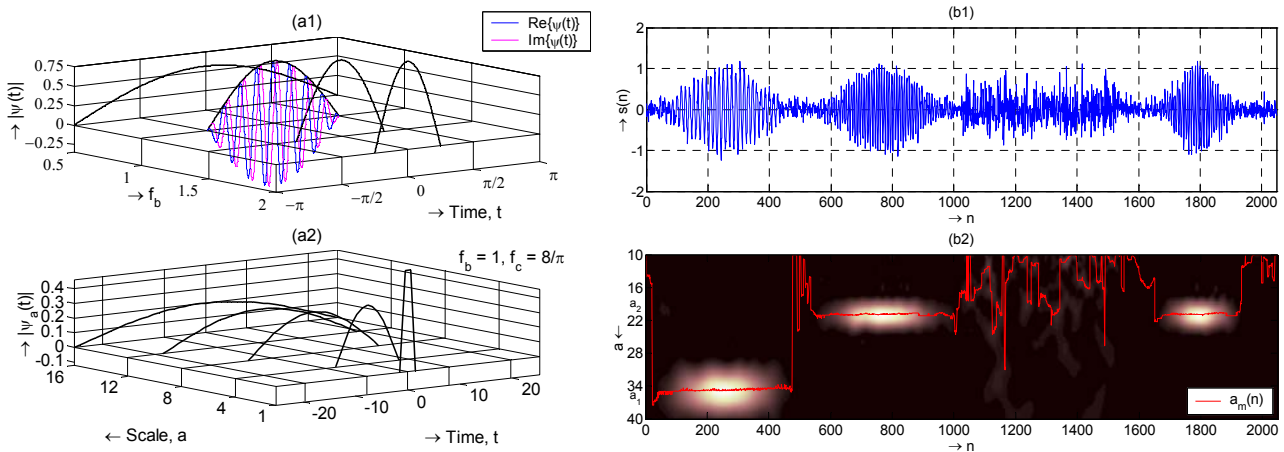 (a1)
Re{ψ(t)}
Im{ψ(t)}
→ |ψ(t)|
0.75
0.5
0.25
0
−0.25
0.5
1
1.5
2
→ f_b
−π
−π/2
0
π/2
π
→ Time, t
(a2)
f_b = 1, f_c = 8/π
→ |ψ_a(t)|
0.4
0.3
0.2
0.1
0
-0.1
16
12
8
4
1
← Scale, a
-20
-10
0
10
20
→ Time, t
(b1)
→ s(n)
2
1
0
-1
-2
0 200 400 600 800 1000 1200 1400 1600 1800 2000
→ n
(b2)
a ←
10
16
a_2
22
28
34
a_1
40
a_m(n)
0 200 400 600 800 1000 1200 1400 1600 1800 2000
→ n